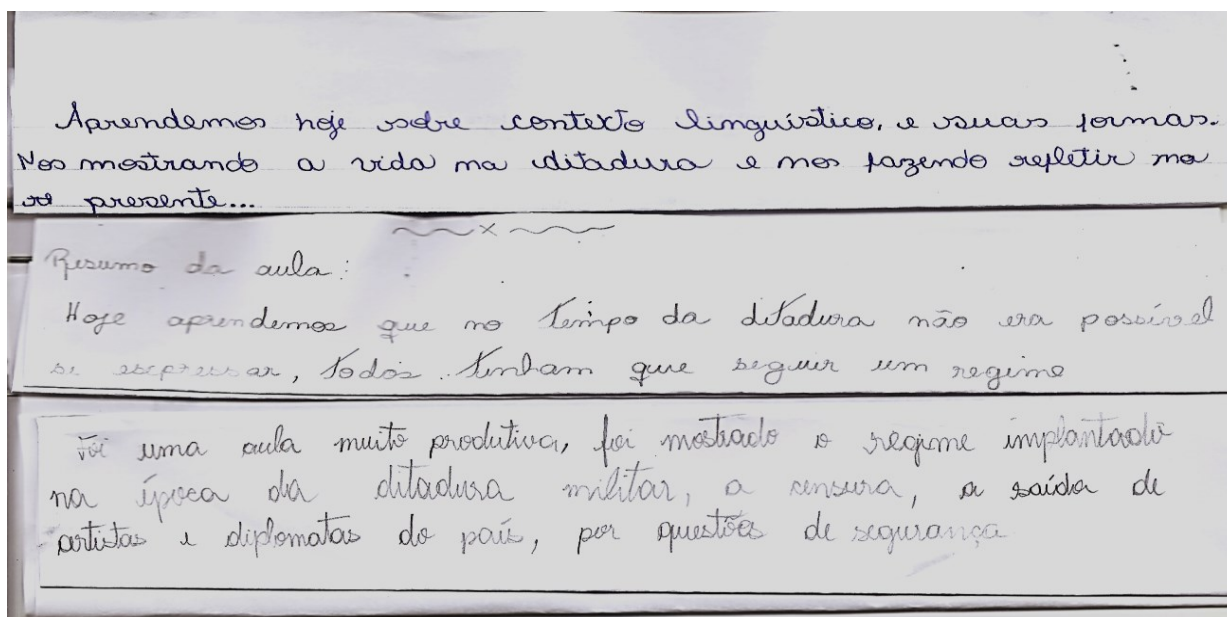 Aprendemos hoje sobre contexto linguístico, e suas formas.
Nos mostrando a vida na ditadura e nos fazendo refletir no
presente...
Resumo da aula:
Hoje aprendemos que no tempo da ditadura não era possível
se expressar, todos tinham que seguir um regime
Foi uma aula muito produtiva, foi mostrado o regime implantado
na época da ditadura militar, a censura, a saída de
artistas e diplomatas do país, por questões de segurança